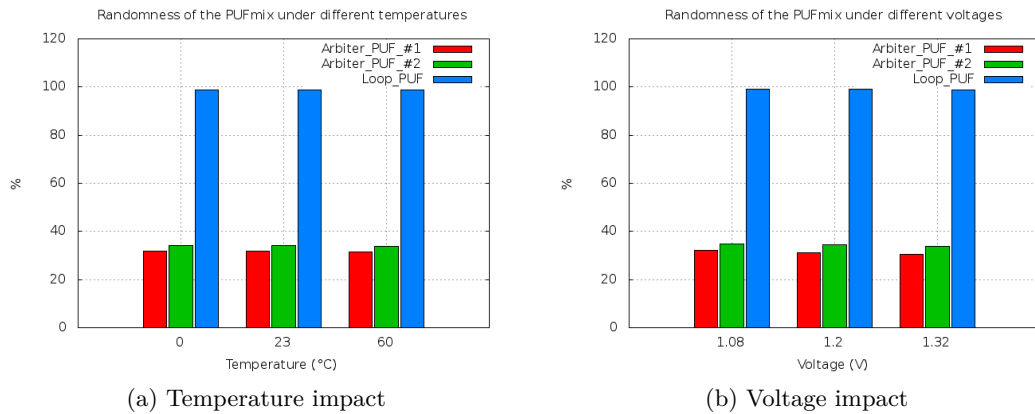 Randomness of the PUFmix under different temperatures
120
100
80
60
40
20
0
%
Arbiter_PUF_#1
Arbiter_PUF_#2
Loop_PUF
0 23 60
Temperature (°C)
(a) Temperature impact
Randomness of the PUFmix under different voltages
120
100
80
60
40
20
0
%
Arbiter_PUF_#1
Arbiter_PUF_#2
Loop_PUF
1.08 1.2 1.32
Voltage (V)
(b) Voltage impact